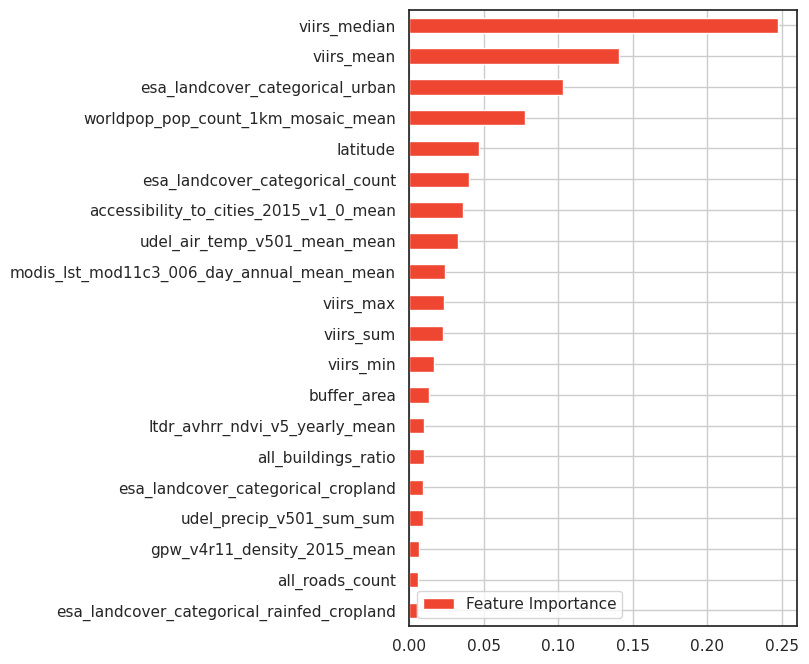 viirs_median
viirs_mean
esa_landcover_categorical_urban
worldpop_pop_count_1km_mosaic_mean
latitude
esa_landcover_categorical_count
accessibility_to_cities_2015_v1_0_mean
udel_air_temp_v501_mean_mean
modis_lst_mod11c3_006_day_annual_mean_mean
viirs_max
viirs_sum
viirs_min
buffer_area
ltdr_avhrr_ndvi_v5_yearly_mean
all_buildings_ratio
esa_landcover_categorical_cropland
udel_precip_v501_sum_sum
gpw_v4r11_density_2015_mean
all_roads_count
esa_landcover_categorical_rainfed_cropland
Feature Importance
0.00 0.05 0.10 0.15 0.20 0.25